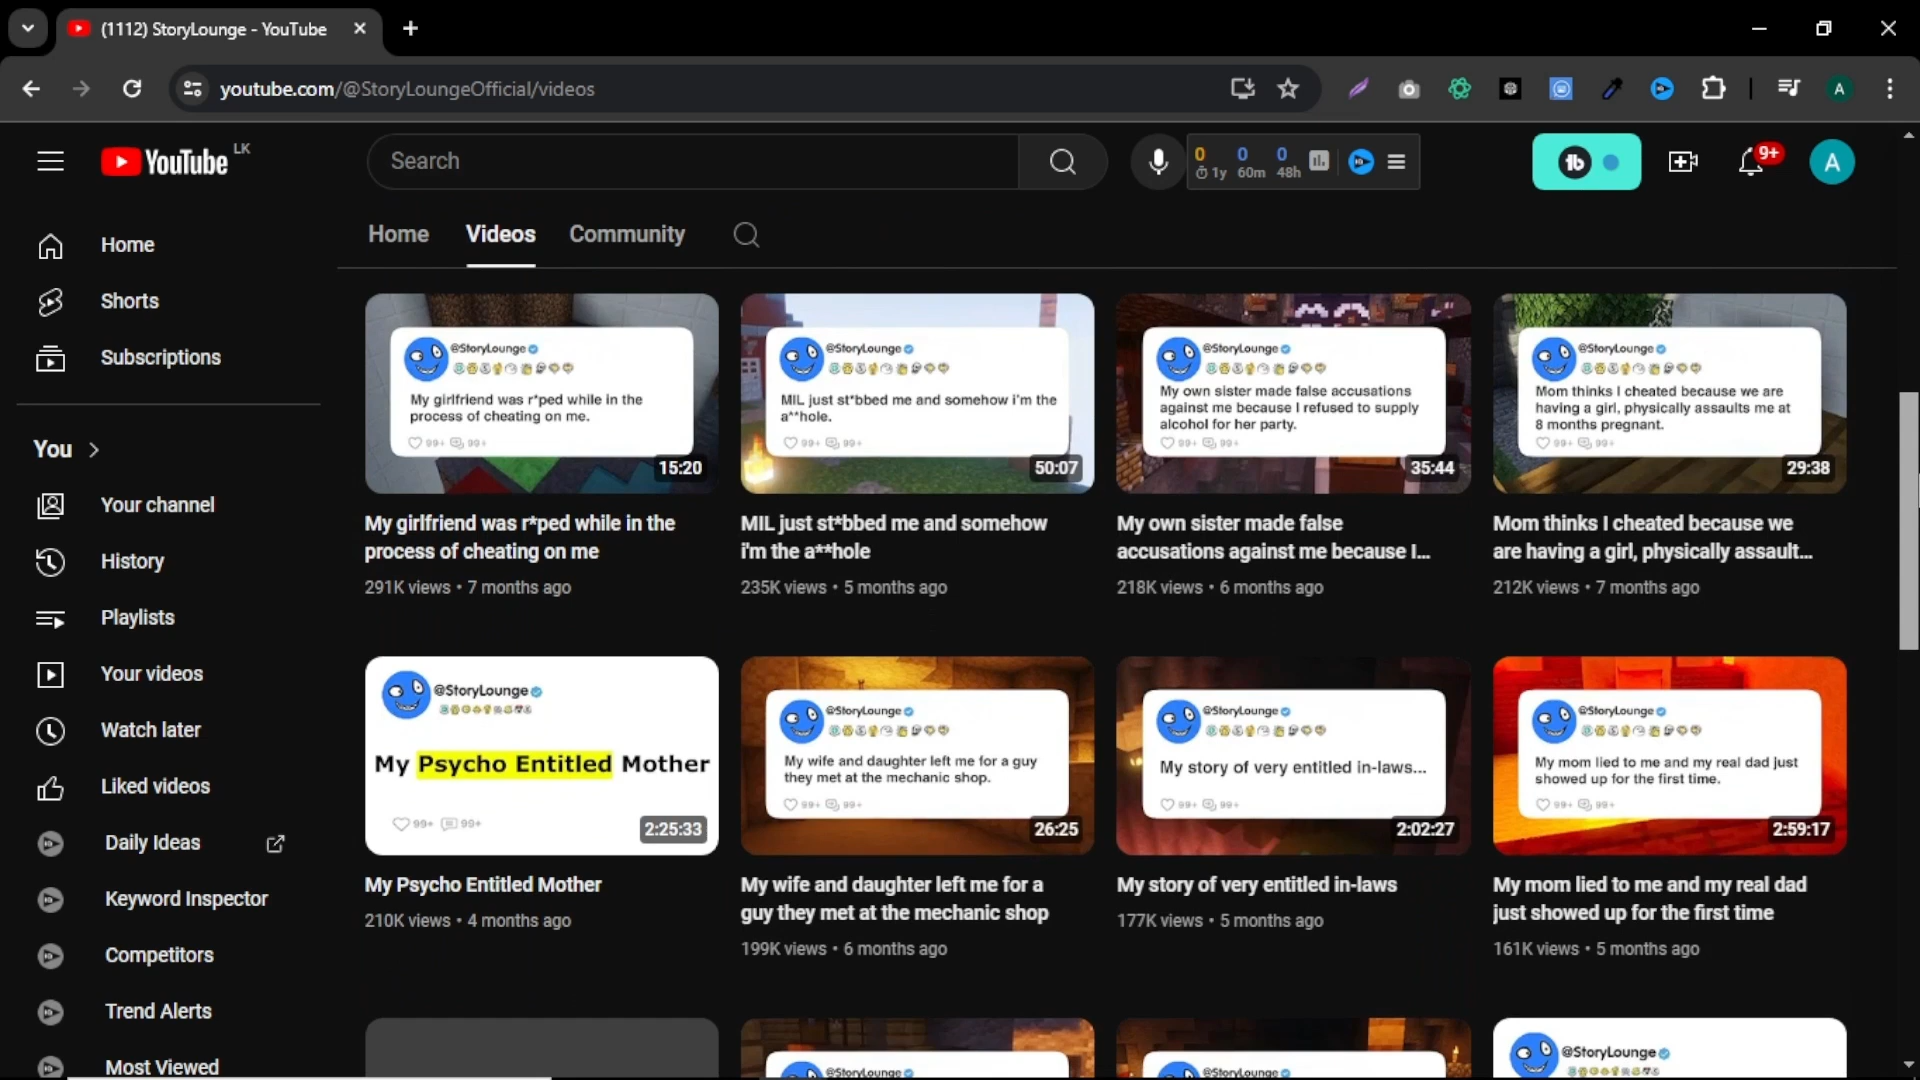 (1112) StoryLounge - YouTube
youtube.com/@StoryLoungeOfficial/videos
A
YouTube LK
Search
0 0 0
1y 60m 48h
9+
A
Home
Videos
Community
Home
Shorts
Subscriptions
You
Your channel
History
Playlists
Your videos
Watch later
Liked videos
Daily Ideas
Keyword Inspector
Competitors
Trend Alerts
Most Viewed
@StoryLounge
My girlfriend was r*ped while in the
process of cheating on me.
99+ 99+
15:20
My girlfriend was r*ped while in the
process of cheating on me
291K views • 7 months ago
@StoryLounge
MIL just st*bbed me and somehow i'm the
a**hole.
99+ 99+
50:07
MIL just st*bbed me and somehow
i'm the a**hole
235K views • 5 months ago
@StoryLounge
My own sister made false accusations
against me because I refused to supply
alcohol for her party.
99+ 99+
35:44
My own sister made false
accusations against me because I...
218K views • 6 months ago
@StoryLounge
Mom thinks I cheated because we are
having a girl, physically assaults me at
8 months pregnant.
99+ 99+
29:38
Mom thinks I cheated because we
are having a girl, physically assault...
212K views • 7 months ago
@StoryLounge
My Psycho Entitled Mother
99+ 99+
2:25:33
My Psycho Entitled Mother
210K views • 4 months ago
@StoryLounge
My wife and daughter left me for a guy
they met at the mechanic shop.
99+ 99+
26:25
My wife and daughter left me for a
guy they met at the mechanic shop
199K views • 6 months ago
@StoryLounge
My story of very entitled in-laws...
99+ 99+
2:02:27
My story of very entitled in-laws
177K views • 5 months ago
@StoryLounge
My mom lied to me and my real dad just
showed up for the first time.
99+ 99+
2:59:17
My mom lied to me and my real dad
just showed up for the first time
161K views • 5 months ago
@StoryLounge
@StoryLounge
@StoryLounge